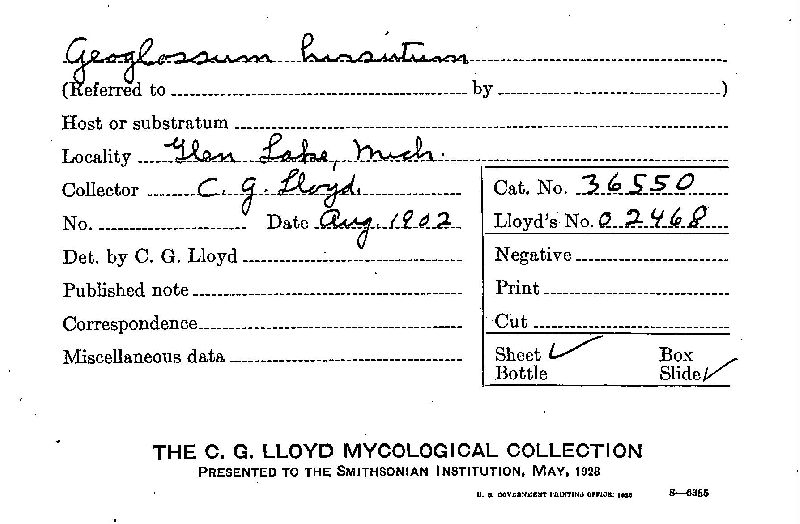 Geoglossum hirsutum
(Referred to by )
Host or substratum
Locality Glen Lake, Mich.
Collector C. G. Lloyd.
No. Date Aug. 1902
Det. by C. G. Lloyd
Published note
Correspondence
Miscellaneous data
Cat. No. 36550
Lloyd's No. 02468
Negative
Print
Cut
Sheet ✓ Box
Bottle Slide ✓
THE C. G. LLOYD MYCOLOGICAL COLLECTION
PRESENTED TO THE SMITHSONIAN INSTITUTION, MAY, 1928
U. S. GOVERNMENT PRINTING OFFICE: 1928 8—6355